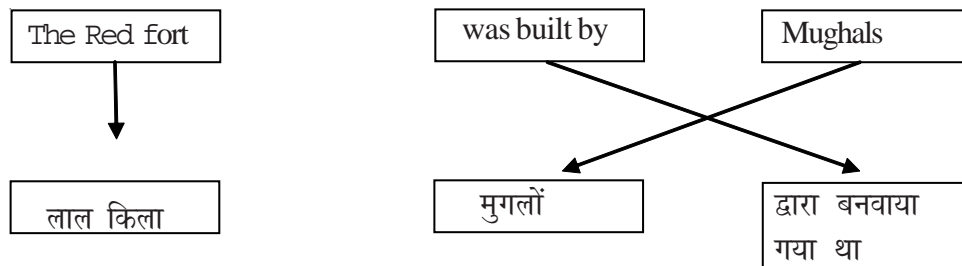 The Red fort was built by Mughals
लाल किला मुगलों द्वारा बनवाया
गया था